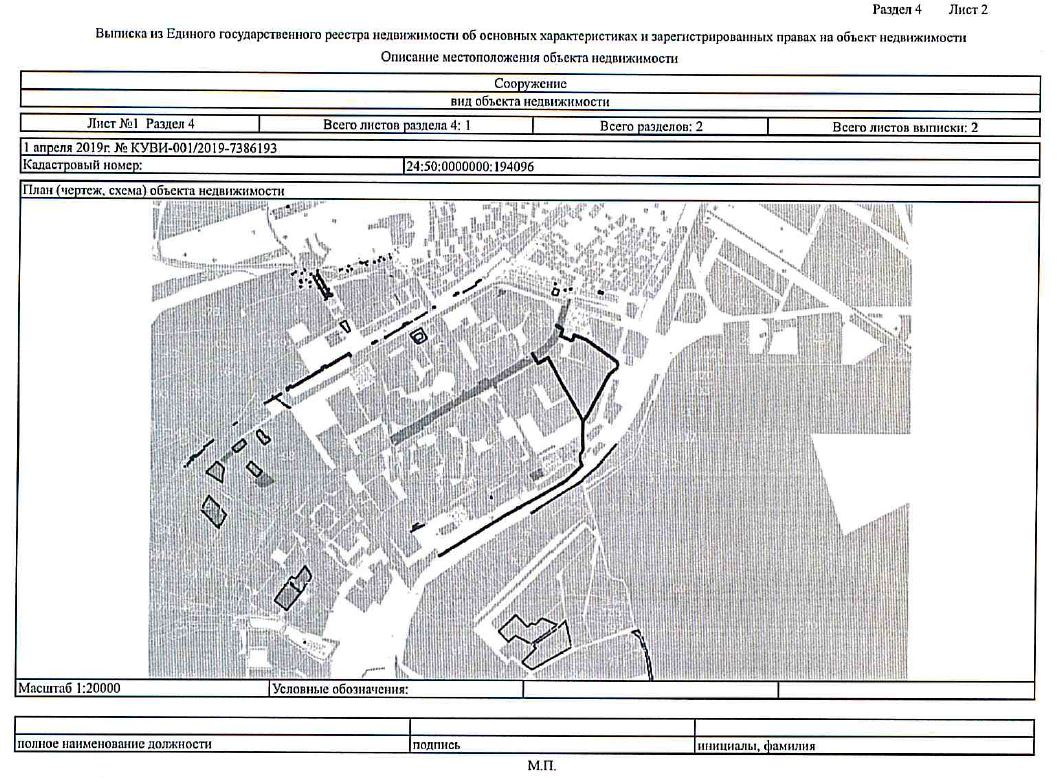 Раздел 4 Лист 2
Выписка из Единого государственного реестра недвижимости об основных характеристиках и зарегистрированных правах на объект недвижимости
Описание местоположения объекта недвижимости
Сооружение
вид объекта недвижимости
Лист №1 Раздел 4 Всего листов раздела 4: 1 Всего разделов: 2 Всего листов выписки: 2
1 апреля 2019г. № КУВИ-001/2019-7386193
Кадастровый номер: 24:50:0000000:194096
План (чертеж, схема) объекта недвижимости
Масштаб 1:20000 Условные обозначения:
полное наименование должности подпись инициалы, фамилия
М.П.